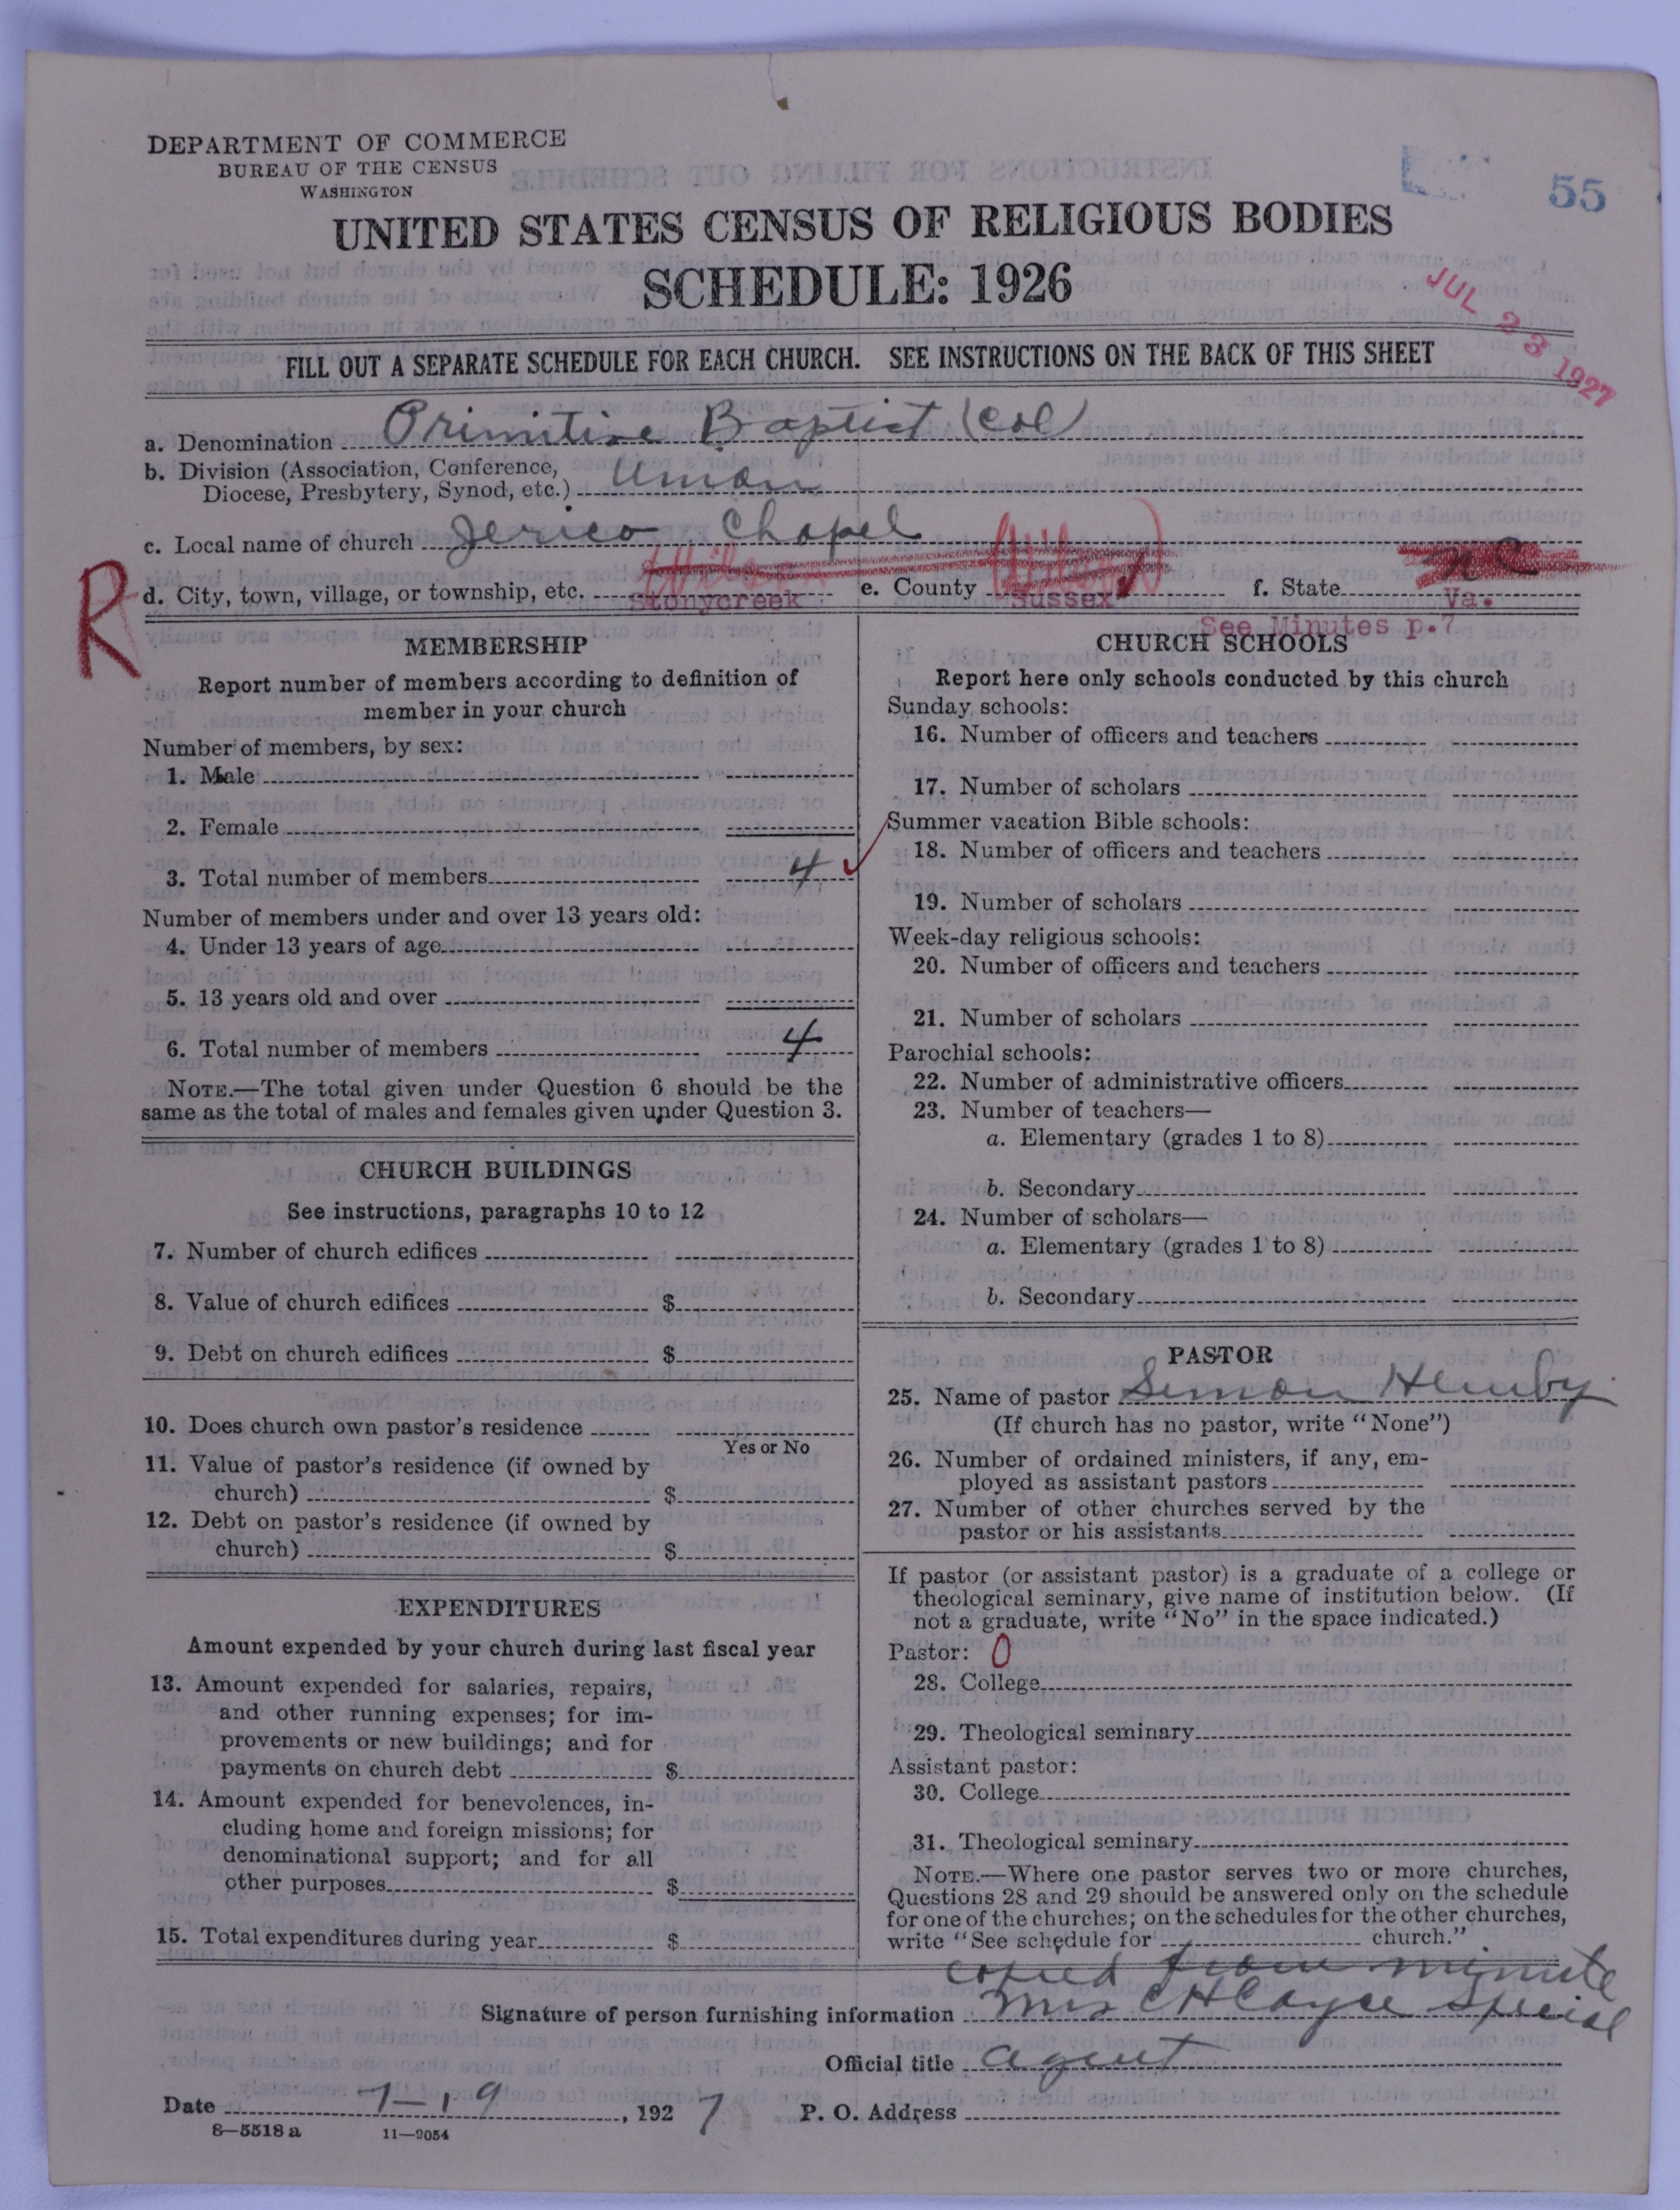 DEPARTMENT OF COMMERCE
BUREAU OF THE CENSUS
WASHINGTON
55
UNITED STATES CENSUS OF RELIGIOUS BODIES
SCHEDULE: 1926
JUL 23 1927
FILL OUT A SEPARATE SCHEDULE FOR EACH CHURCH. SEE INSTRUCTIONS ON THE BACK OF THIS SHEET
a. Denomination Primitive Baptist (Col)
b. Division (Association, Conference,
Diocese, Presbytery, Synod, etc.) Union
c. Local name of church Jerico Chapel
R
Wilson Wilson NC
d. City, town, village, or township, etc. Stonycreek e. County Sussex f. State Va.
See Minutes p.7
MEMBERSHIP
Report number of members according to definition of
member in your church
Number of members, by sex:
1. Male
2. Female
3. Total number of members 4
Number of members under and over 13 years old:
4. Under 13 years of age
5. 13 years old and over
6. Total number of members 4
NOTE.—The total given under Question 6 should be the
same as the total of males and females given under Question 3.
CHURCH BUILDINGS
See instructions, paragraphs 10 to 12
7. Number of church edifices
8. Value of church edifices $
9. Debt on church edifices $
10. Does church own pastor's residence
Yes or No
11. Value of pastor's residence (if owned by
church) $
12. Debt on pastor's residence (if owned by
church) $
EXPENDITURES
Amount expended by your church during last fiscal year
13. Amount expended for salaries, repairs,
and other running expenses; for im-
provements or new buildings; and for
payments on church debt $
14. Amount expended for benevolences, in-
cluding home and foreign missions; for
denominational support; and for all
other purposes $
15. Total expenditures during year $
CHURCH SCHOOLS
Report here only schools conducted by this church
Sunday schools:
16. Number of officers and teachers
17. Number of scholars
Summer vacation Bible schools:
18. Number of officers and teachers
19. Number of scholars
Week-day religious schools:
20. Number of officers and teachers
21. Number of scholars
Parochial schools:
22. Number of administrative officers
23. Number of teachers—
a. Elementary (grades 1 to 8)
b. Secondary
24. Number of scholars—
a. Elementary (grades 1 to 8)
b. Secondary
PASTOR
25. Name of pastor Simon Hemby
(If church has no pastor, write "None")
26. Number of ordained ministers, if any, em-
ployed as assistant pastors
27. Number of other churches served by the
pastor or his assistants
If pastor (or assistant pastor) is a graduate of a college or
theological seminary, give name of institution below. (If
not a graduate, write "No" in the space indicated.)
Pastor: 0
28. College
29. Theological seminary
Assistant pastor:
30. College
31. Theological seminary
NOTE.—Where one pastor serves two or more churches,
Questions 28 and 29 should be answered only on the schedule
for one of the churches; on the schedules for the other churches,
write "See schedule for church."
copied from minute
Signature of person furnishing information Mrs C H Cayce Special
Official title agent
Date 7-19, 1927 P. O. Address
8—5518 a 11—9054